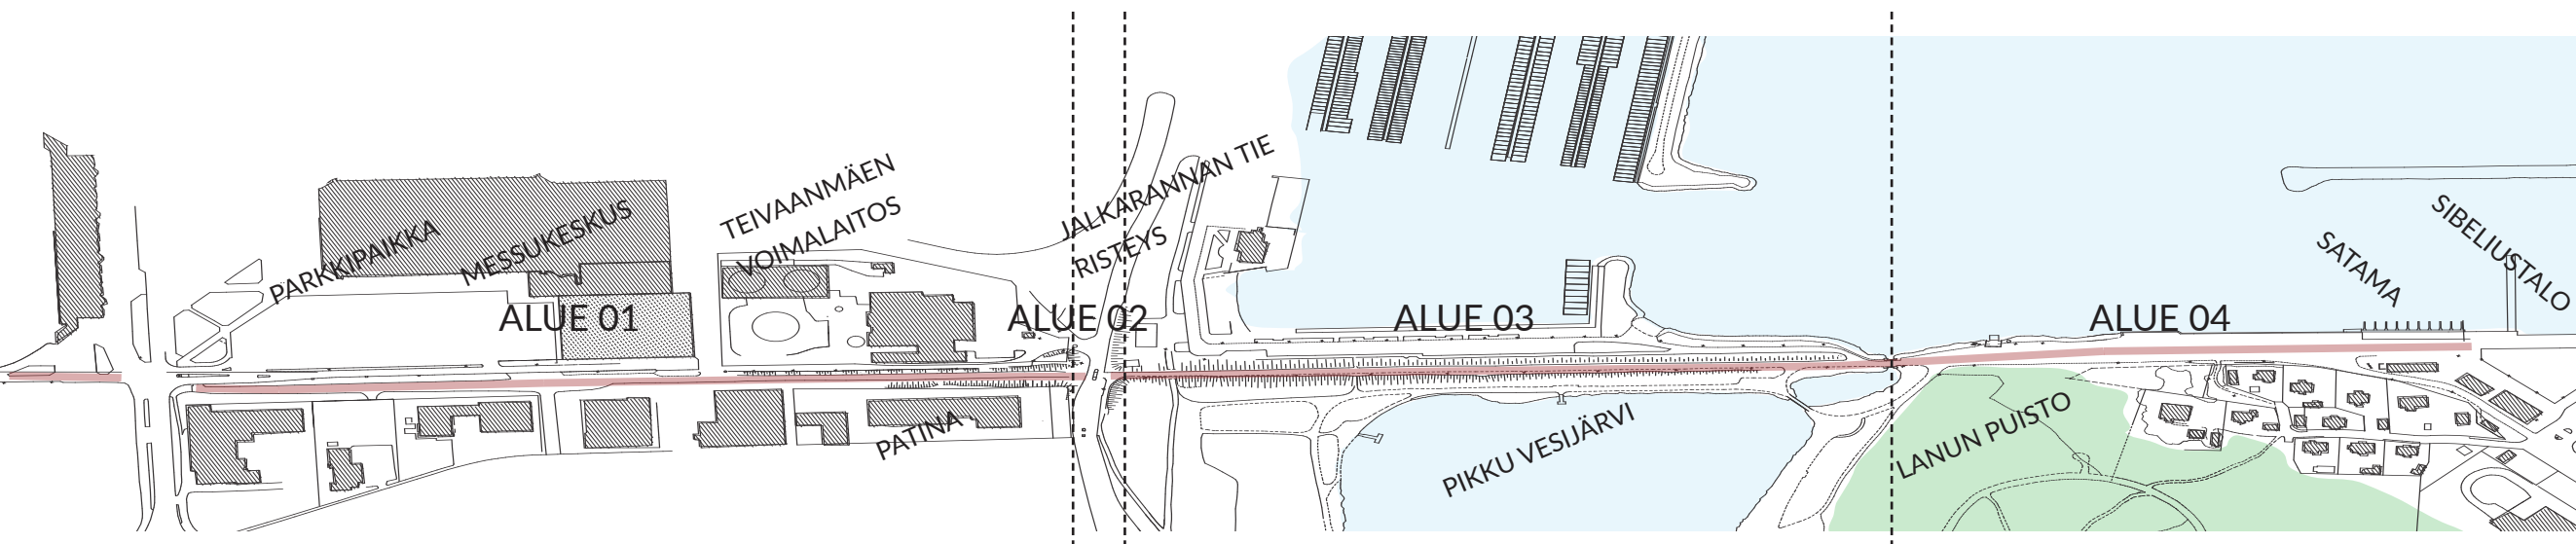 PARKKIPAIKKA
MESSUKESKUS
ALUE 01
TEIVAANMÄEN
VOIMALAITOS
PATINA
JALKARANNAN TIE
RISTEYS
ALUE 02
ALUE 03
PIKKU VESIJÄRVI
ALUE 04
LANUN PUISTO
SATAMA
SIBELIUSTALO